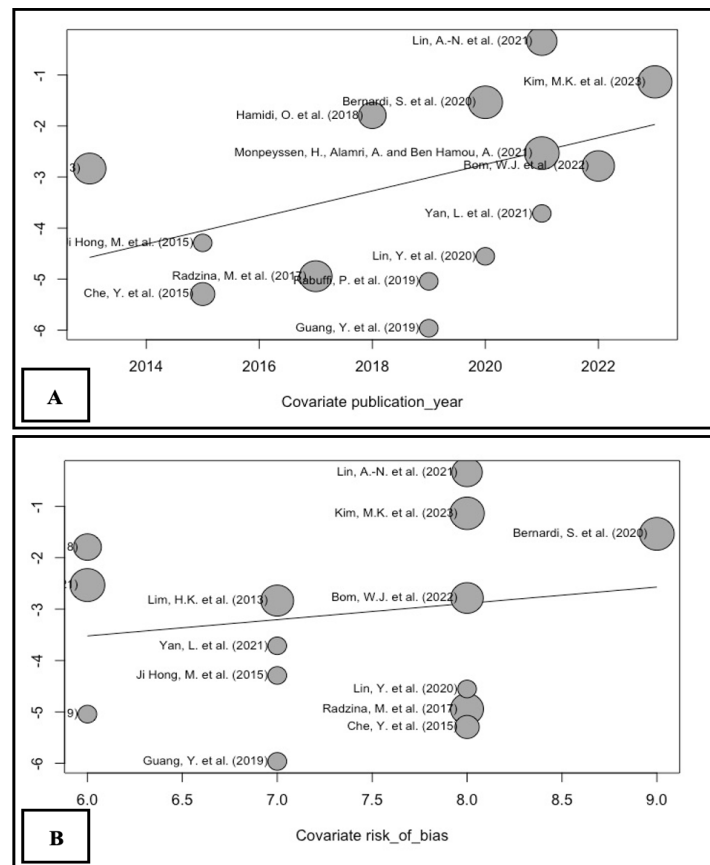 Lin, A.-N. et al. (2021)
-1
Kim, M.K. et al. (2023)
Bernardi, S. et al. (2020)
Hamidi, O. et al. (2018)
-2
Monpeyssen, H., Alamri, A. and Ben Hamou, A. (2021)
Bom, W.J. et al. (2022)
3)
-3
Yan, L. et al. (2021)
-4
i Hong, M. et al. (2015)
Lin, Y. et al. (2020)
Radzina, M. et al. (2017)
Rabuffi, P. et al. (2019)
-5
Che, Y. et al. (2015)
Guang, Y. et al. (2019)
-6
2014 2016 2018 2020 2022
A
Covariate publication_year
Lin, A.-N. et al. (2021)
-1
Kim, M.K. et al. (2023)
Bernardi, S. et al. (2020)
8)
-2
21)
Bom, W.J. et al. (2022)
Lim, H.K. et al. (2013)
-3
Yan, L. et al. (2021)
-4
Ji Hong, M. et al. (2015)
Lin, Y. et al. (2020)
9)
-5
Radzina, M. et al. (2017)
Che, Y. et al. (2015)
Guang, Y. et al. (2019)
-6
6.0 6.5 7.0 7.5 8.0 8.5 9.0
B
Covariate risk_of_bias